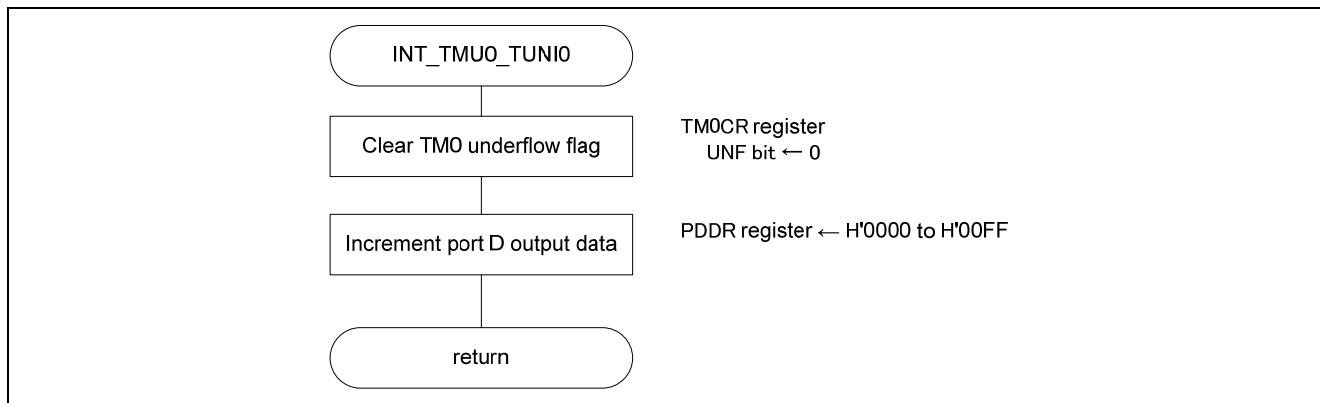 INT_TMU0_TUNI0
Clear TM0 underflow flag
TM0CR register
UNF bit ← 0
Increment port D output data
PDDR register ← H'0000 to H'00FF
return